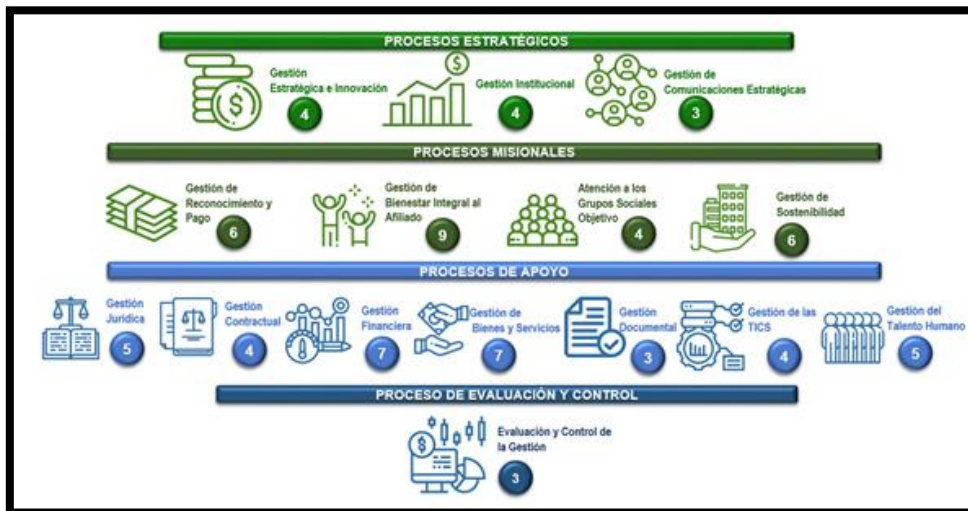 PROCESOS ESTRATÉGICOS
Gestión
Estratégica e Innovación
4
$
Gestión Institucional
4
$
Gestión de
Comunicaciones Estratégicas
3
PROCESOS MISIONALES
Gestión de
Reconocimiento y
Pago
6
Gestión de
Bienestar Integral al
Afiliado
9
Atención a los
Grupos Sociales
Objetivo
4
Gestión de
Sostenibilidad
6
PROCESOS DE APOYO
Gestión
Jurídica
5
Gestión
Contractual
4
Gestión
Financiera
7
Gestión de
Bienes y Servicios
7
Gestión
Documental
3
Gestión de las
TICS
4
Gestión del
Talento Humano
5
PROCESO DE EVALUACIÓN Y CONTROL
$
Evaluación y Control de
la Gestión
3